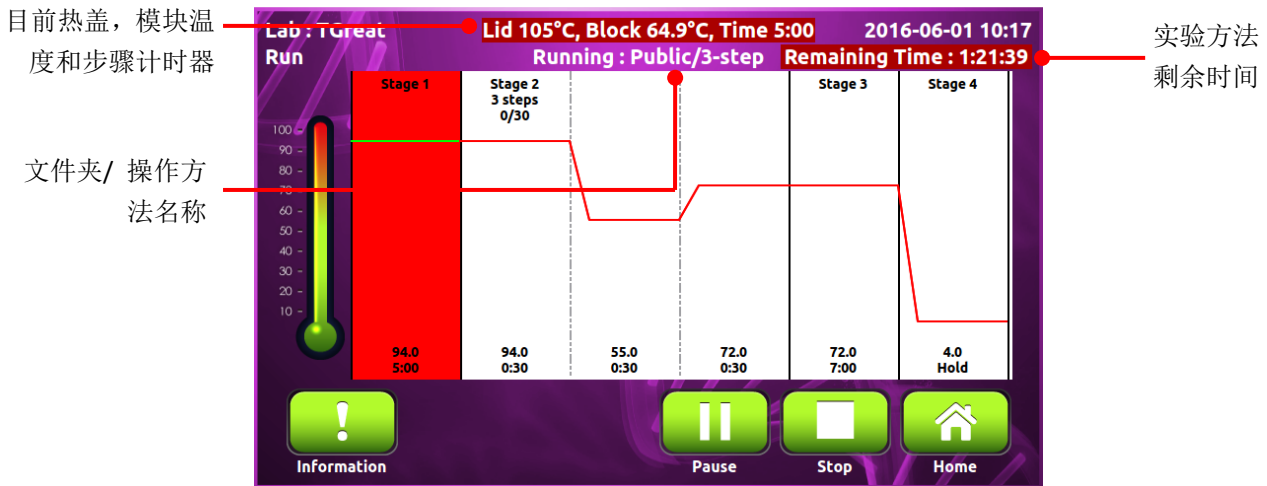 目前热盖，模块温
度和步骤计时器
Lab : TGreat
Lid 105°C, Block 64.9°C, Time 5:00
2016-06-01 10:17
Run
Running : Public/3-step
Remaining Time : 1:21:39
实验方法
剩余时间
Stage 1
Stage 2
3 steps
0/30
Stage 3
Stage 4
文件夹/ 操作方
法名称
100
90
80
70
60
50
40
30
20
10
94.0
5:00
94.0
0:30
55.0
0:30
72.0
0:30
72.0
7:00
4.0
Hold
Information
Pause
Stop
Home